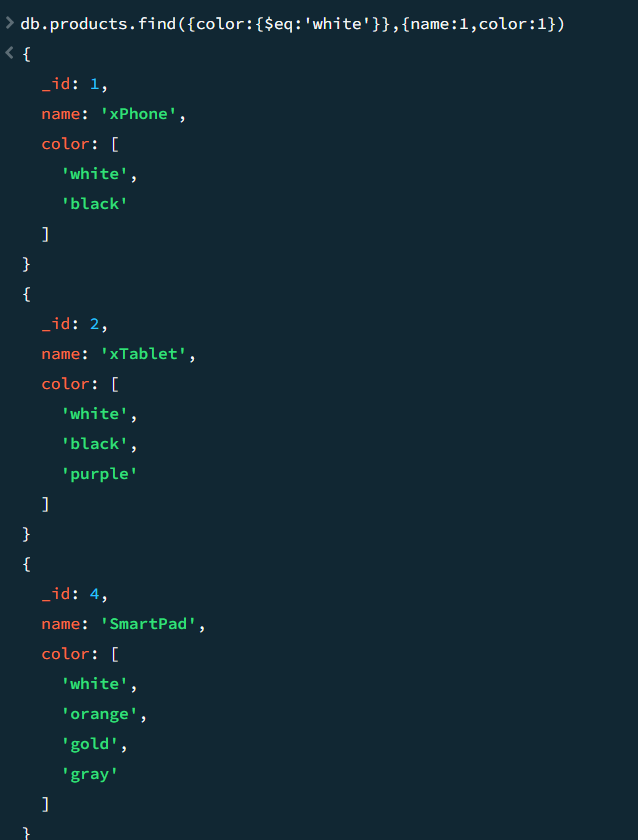 > db.products.find({color:{$eq:'white'}},{name:1,color:1})
< {
_id: 1,
name: 'xPhone',
color: [
'white',
'black'
]
}
{
_id: 2,
name: 'xTablet',
color: [
'white',
'black',
'purple'
]
}
{
_id: 4,
name: 'SmartPad',
color: [
'white',
'orange',
'gold',
'gray'
]
}